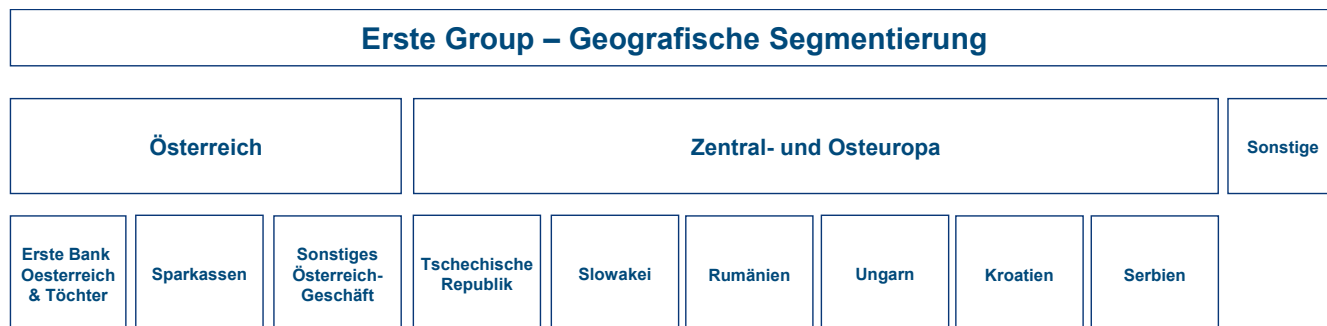 Erste Group – Geografische Segmentierung
Österreich
Zentral- und Osteuropa
Sonstige
Erste Bank
Oesterreich
& Töchter
Sparkassen
Sonstiges
Österreich-
Geschäft
Tschechische
Republik
Slowakei
Rumänien
Ungarn
Kroatien
Serbien